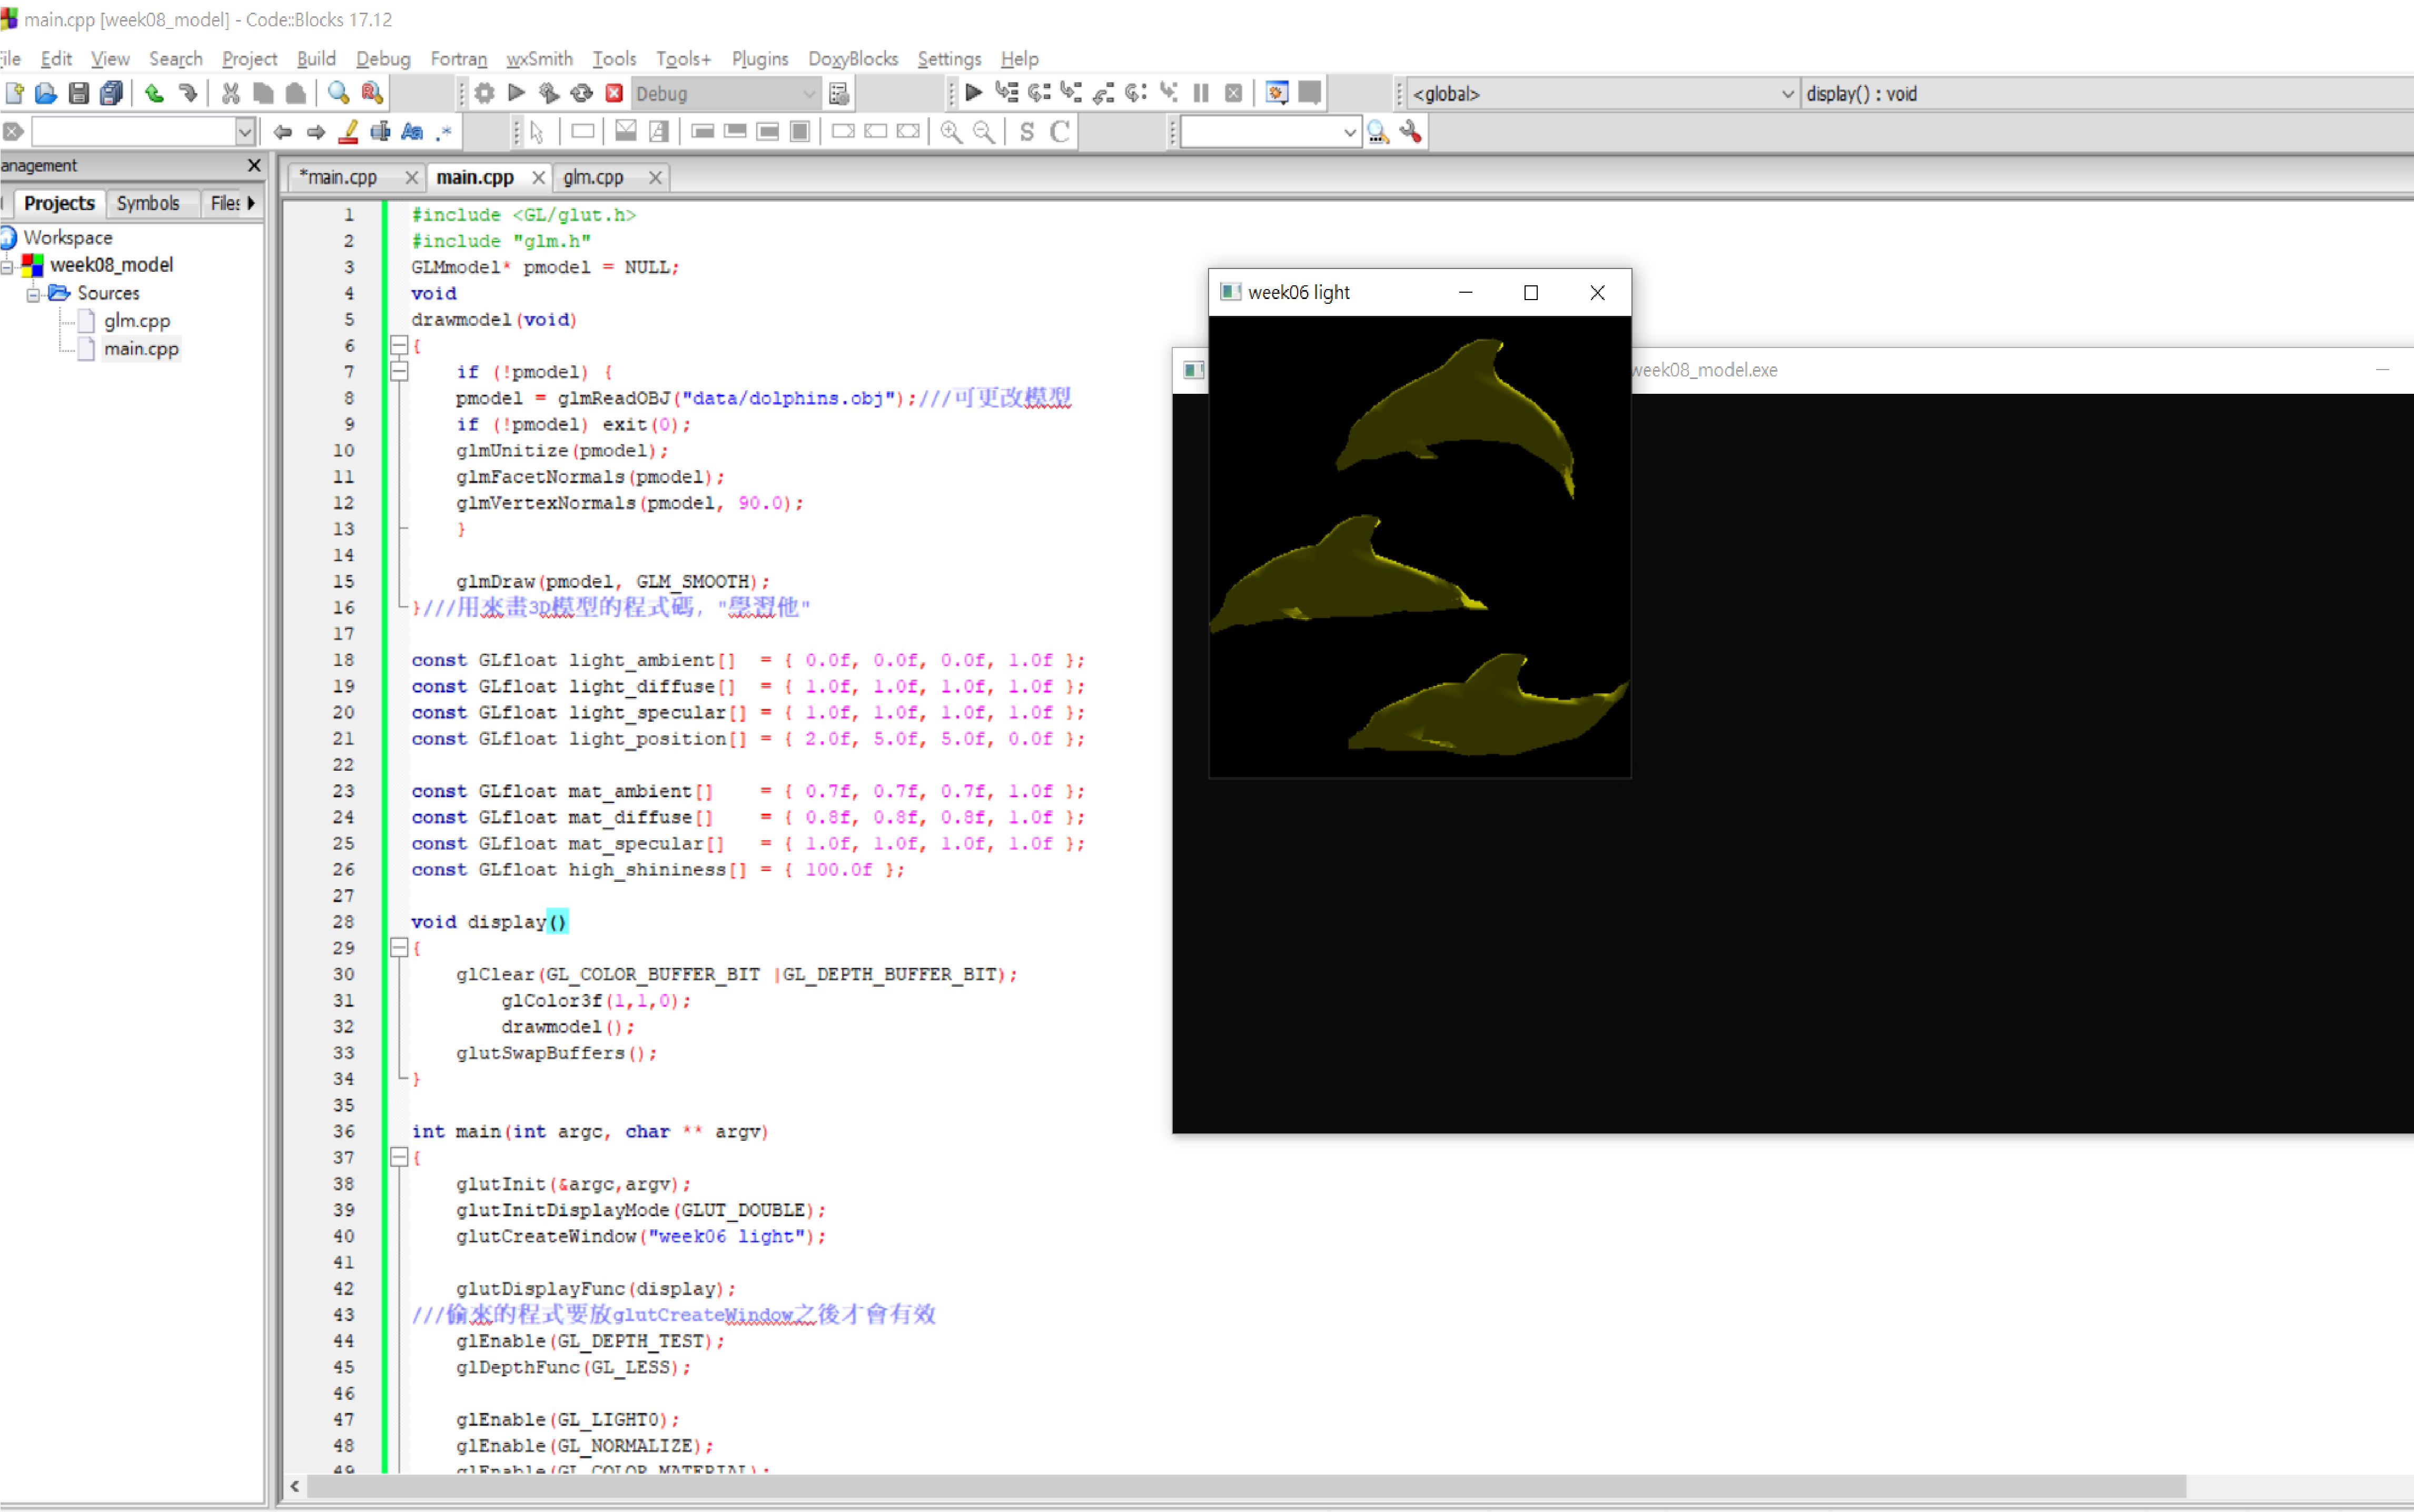 main.cpp [week08_model] - Code::Blocks 17.12
ile Edit View Search Project Build Debug Fortran wxSmith Tools Tools+ Plugins DoxyBlocks Settings Help
Debug
<global>
display() : void
S C
anagement
*main.cpp main.cpp glm.cpp
Projects Symbols Files
Workspace
week08_model
Sources
glm.cpp
main.cpp
1 #include <GL/glut.h>
2 #include "glm.h"
3 GLMmodel* pmodel = NULL;
4 void
5 drawmodel(void)
6 {
7 if (!pmodel) {
8 pmodel = glmReadOBJ("data/dolphins.obj");///可更改模型
9 if (!pmodel) exit(0);
10 glmUnitize(pmodel);
11 glmFacetNormals(pmodel);
12 glmVertexNormals(pmodel, 90.0);
13 }
14
15 glmDraw(pmodel, GLM_SMOOTH);
16 }///用來畫3D模型的程式碼, "學習他"
17
18 const GLfloat light_ambient[]  = { 0.0f, 0.0f, 0.0f, 1.0f };
19 const GLfloat light_diffuse[]  = { 1.0f, 1.0f, 1.0f, 1.0f };
20 const GLfloat light_specular[] = { 1.0f, 1.0f, 1.0f, 1.0f };
21 const GLfloat light_position[] = { 2.0f, 5.0f, 5.0f, 0.0f };
22
23 const GLfloat mat_ambient[]    = { 0.7f, 0.7f, 0.7f, 1.0f };
24 const GLfloat mat_diffuse[]    = { 0.8f, 0.8f, 0.8f, 1.0f };
25 const GLfloat mat_specular[]   = { 1.0f, 1.0f, 1.0f, 1.0f };
26 const GLfloat high_shininess[] = { 100.0f };
27
28 void display()
29 {
30 glClear(GL_COLOR_BUFFER_BIT |GL_DEPTH_BUFFER_BIT);
31 glColor3f(1,1,0);
32 drawmodel();
33 glutSwapBuffers();
34 }
35
36 int main(int argc, char ** argv)
37 {
38 glutInit(&argc,argv);
39 glutInitDisplayMode(GLUT_DOUBLE);
40 glutCreateWindow("week06 light");
41
42 glutDisplayFunc(display);
43 ///偷來的程式要放glutCreateWindow之後才會有效
44 glEnable(GL_DEPTH_TEST);
45 glDepthFunc(GL_LESS);
46
47 glEnable(GL_LIGHT0);
48 glEnable(GL_NORMALIZE);
49 glEnable(GL_COLOR_MATERIAL);
week06 light
week08_model.exe